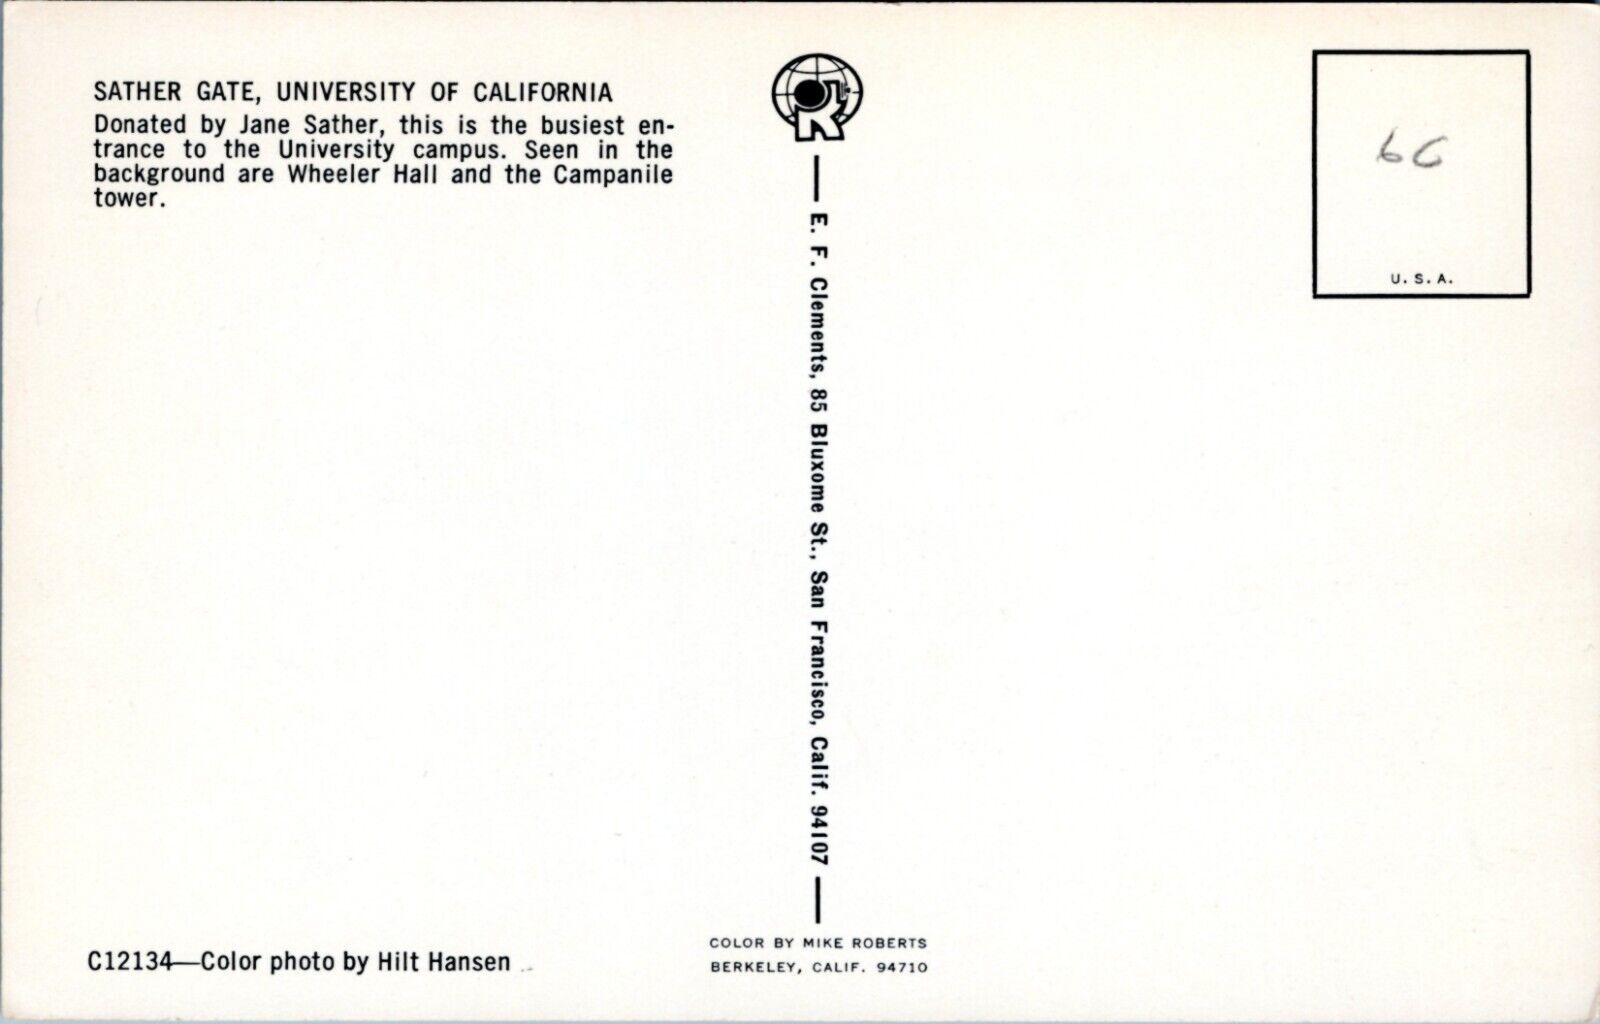 SATHER GATE, UNIVERSITY OF CALIFORNIA
Donated by Jane Sather, this is the busiest en-
trance to the University campus. Seen in the
background are Wheeler Hall and the Campanile
tower.
C12134—Color photo by Hilt Hansen
E. F. Clements, 85 Bluxome St., San Francisco, Calif. 94107
COLOR BY MIKE ROBERTS
BERKELEY, CALIF. 94710
U. S. A.